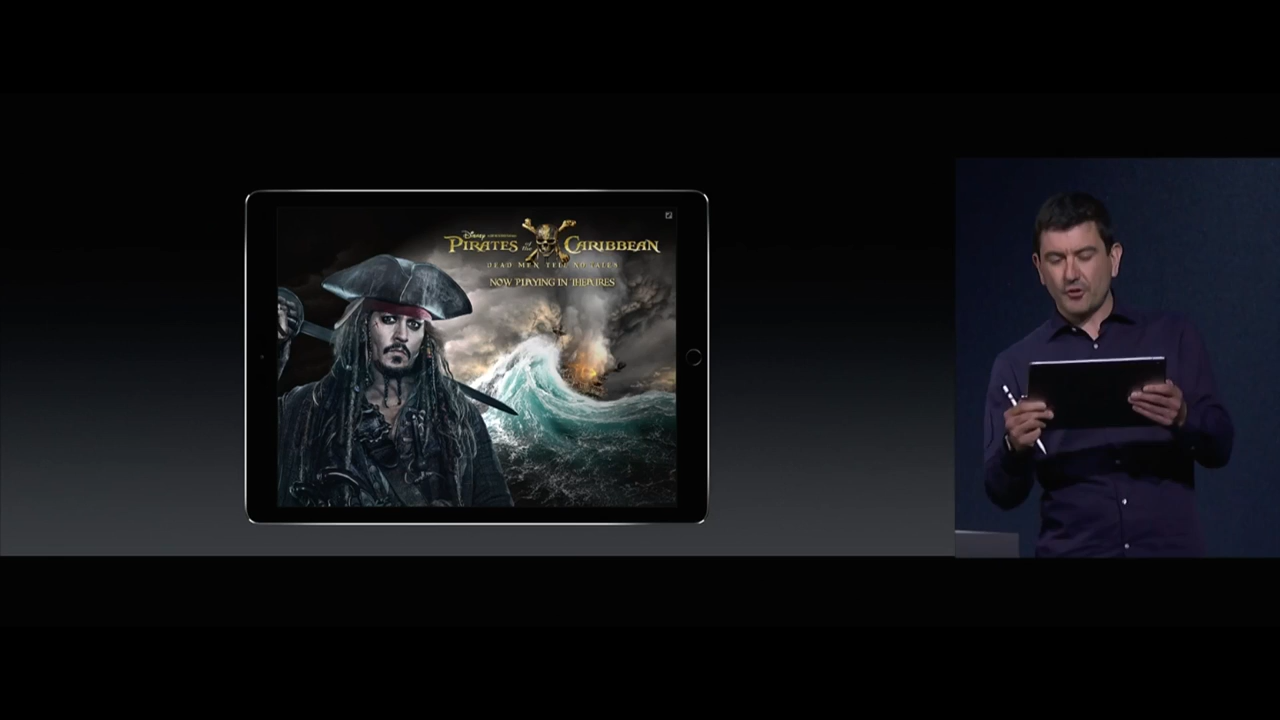 Disney
PIRATES of the CARIBBEAN
DEAD MEN TELL NO TALES
NOW PLAYING IN THEATRES